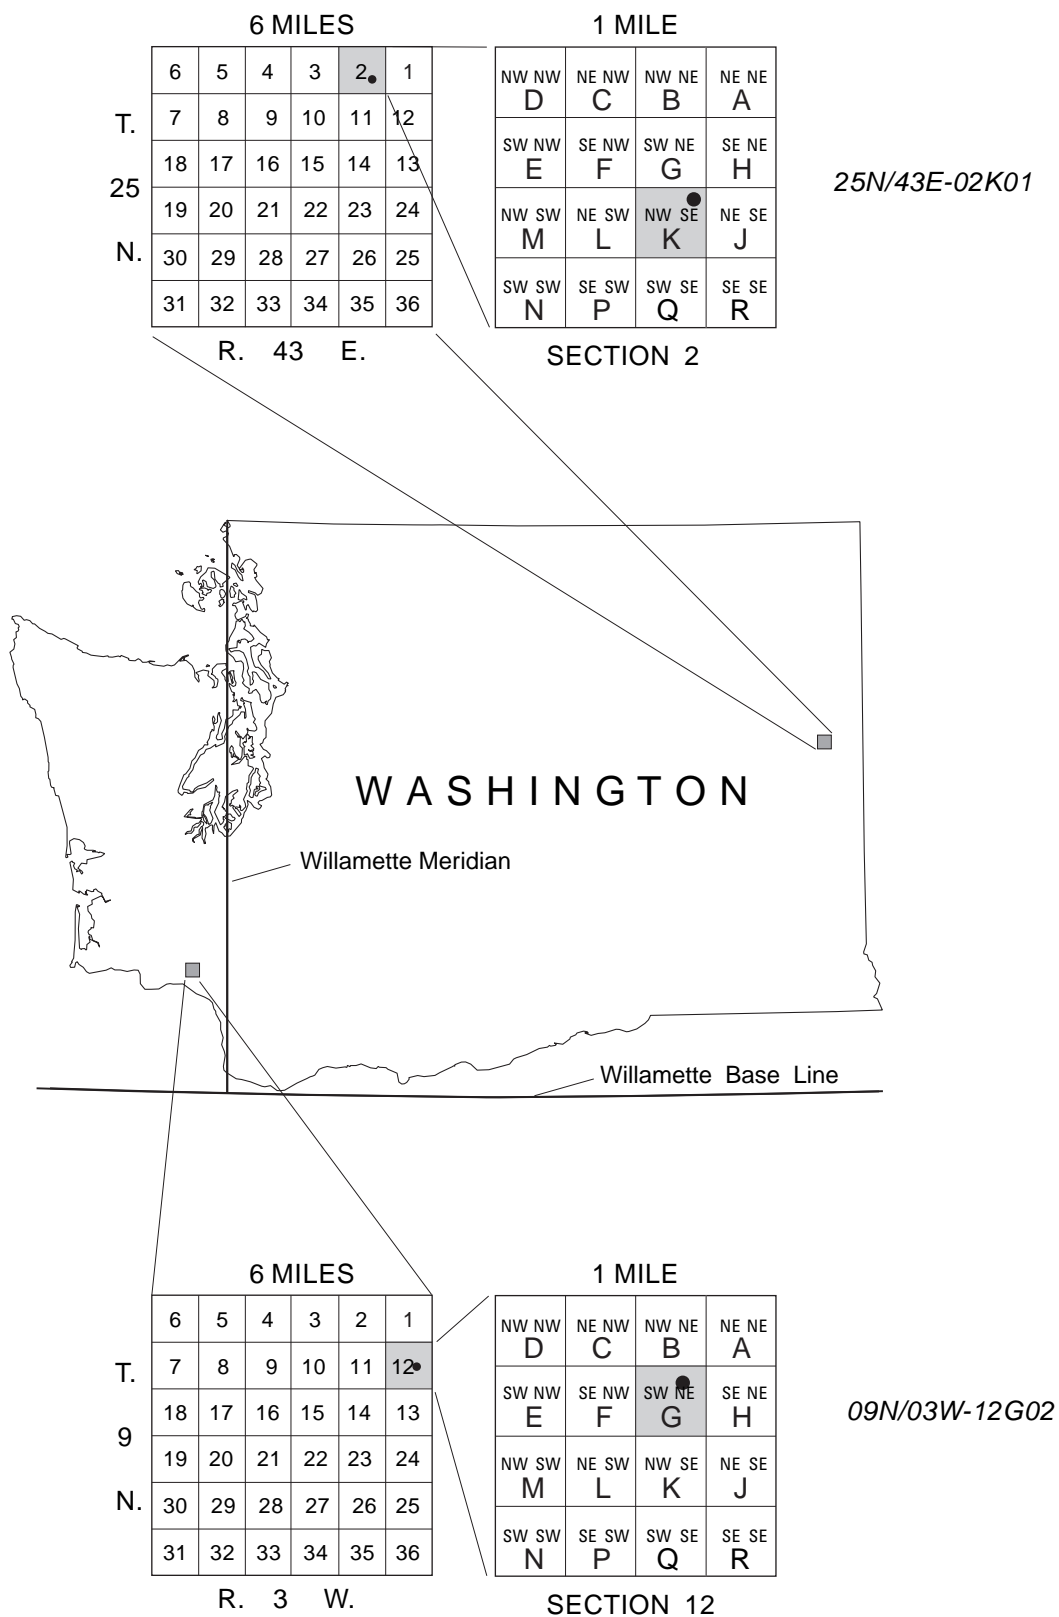 6 MILES 1 MILE
6 5 4 3 2 1
7 8 9 10 11 12
18 17 16 15 14 13
19 20 21 22 23 24
30 29 28 27 26 25
31 32 33 34 35 36
T.
25
N.
R. 43 E.
NW NW NE NW NW NE NE NE
D C B A
SW NW SE NW SW NE SE NE
E F G H
NW SW NE SW NW SE NE SE
M L K J
SW SW SE SW SW SE SE SE
N P Q R
SECTION 2
25N/43E-02K01
WASHINGTON
Willamette Meridian
Willamette Base Line
6 MILES 1 MILE
6 5 4 3 2 1
7 8 9 10 11 12
18 17 16 15 14 13
19 20 21 22 23 24
30 29 28 27 26 25
31 32 33 34 35 36
T.
9
N.
R. 3 W.
NW NW NE NW NW NE NE NE
D C B A
SW NW SE NW SW NE SE NE
E F G H
NW SW NE SW NW SE NE SE
M L K J
SW SW SE SW SW SE SE SE
N P Q R
SECTION 12
09N/03W-12G02